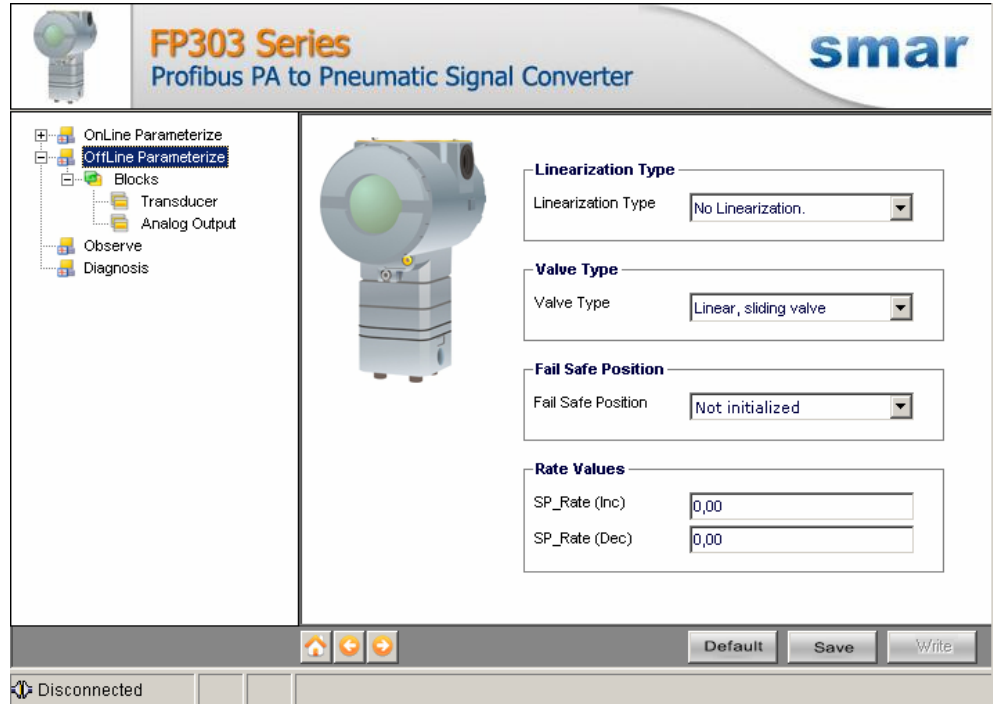 FP303 Series
Profibus PA to Pneumatic Signal Converter
smar
OnLine Parameterize
OffLine Parameterize
Blocks
Transducer
Analog Output
Observe
Diagnosis
Linearization Type
Linearization Type No Linearization.
Valve Type
Valve Type Linear, sliding valve
Fail Safe Position
Fail Safe Position Not initialized
Rate Values
SP_Rate (Inc) 0,00
SP_Rate (Dec) 0,00
Default Save Write
Disconnected